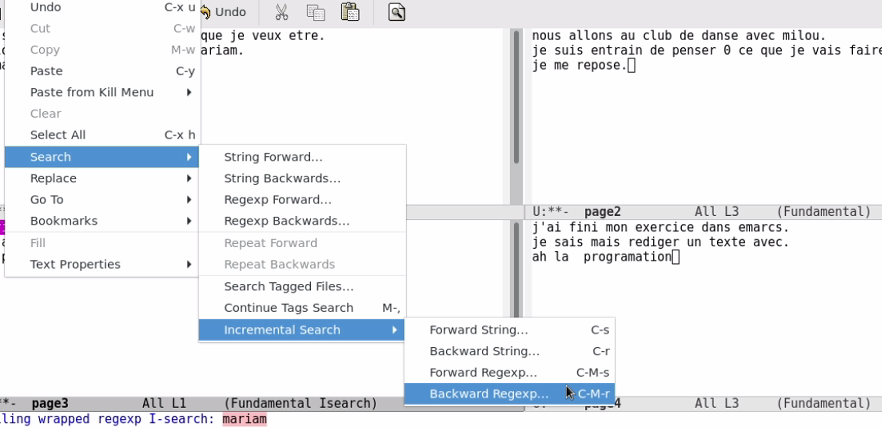 Undo C-x u
Cut C-w
Copy M-w
Paste C-y
Paste from Kill Menu
Clear
Select All C-x h
Search
Replace
Go To
Bookmarks
Fill
Text Properties
Undo
que je veux etre.
ariam.
String Forward...
String Backwards...
Regexp Forward...
Regexp Backwards...
Repeat Forward
Repeat Backwards
Search Tagged Files...
Continue Tags Search M-,
Incremental Search
Forward String... C-s
Backward String... C-r
Forward Regexp... C-M-s
Backward Regexp... C-M-r
nous allons au club de danse avec milou.
je suis entrain de penser 0 ce que je vais faire
je me repose.
U:**- page2 All L3 (Fundamental)
j'ai fini mon exercice dans emarcs.
je sais mais rediger un texte avec.
ah la programation
**- page3 All L1 (Fundamental Isearch)
4 All L3 (Fundamental)
ling wrapped regexp I-search: mariam